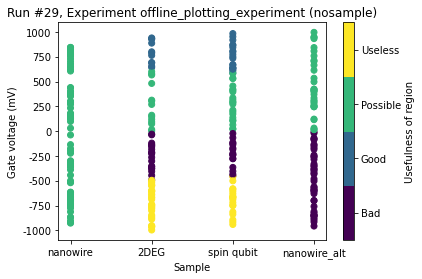 Run #29, Experiment offline_plotting_experiment (nosample)
Gate voltage (mV)
1000
750
500
250
0
-250
-500
-750
-1000
nanowire
2DEG
spin qubit
nanowire_alt
Sample
Useless
Possible
Good
Bad
Usefulness of region